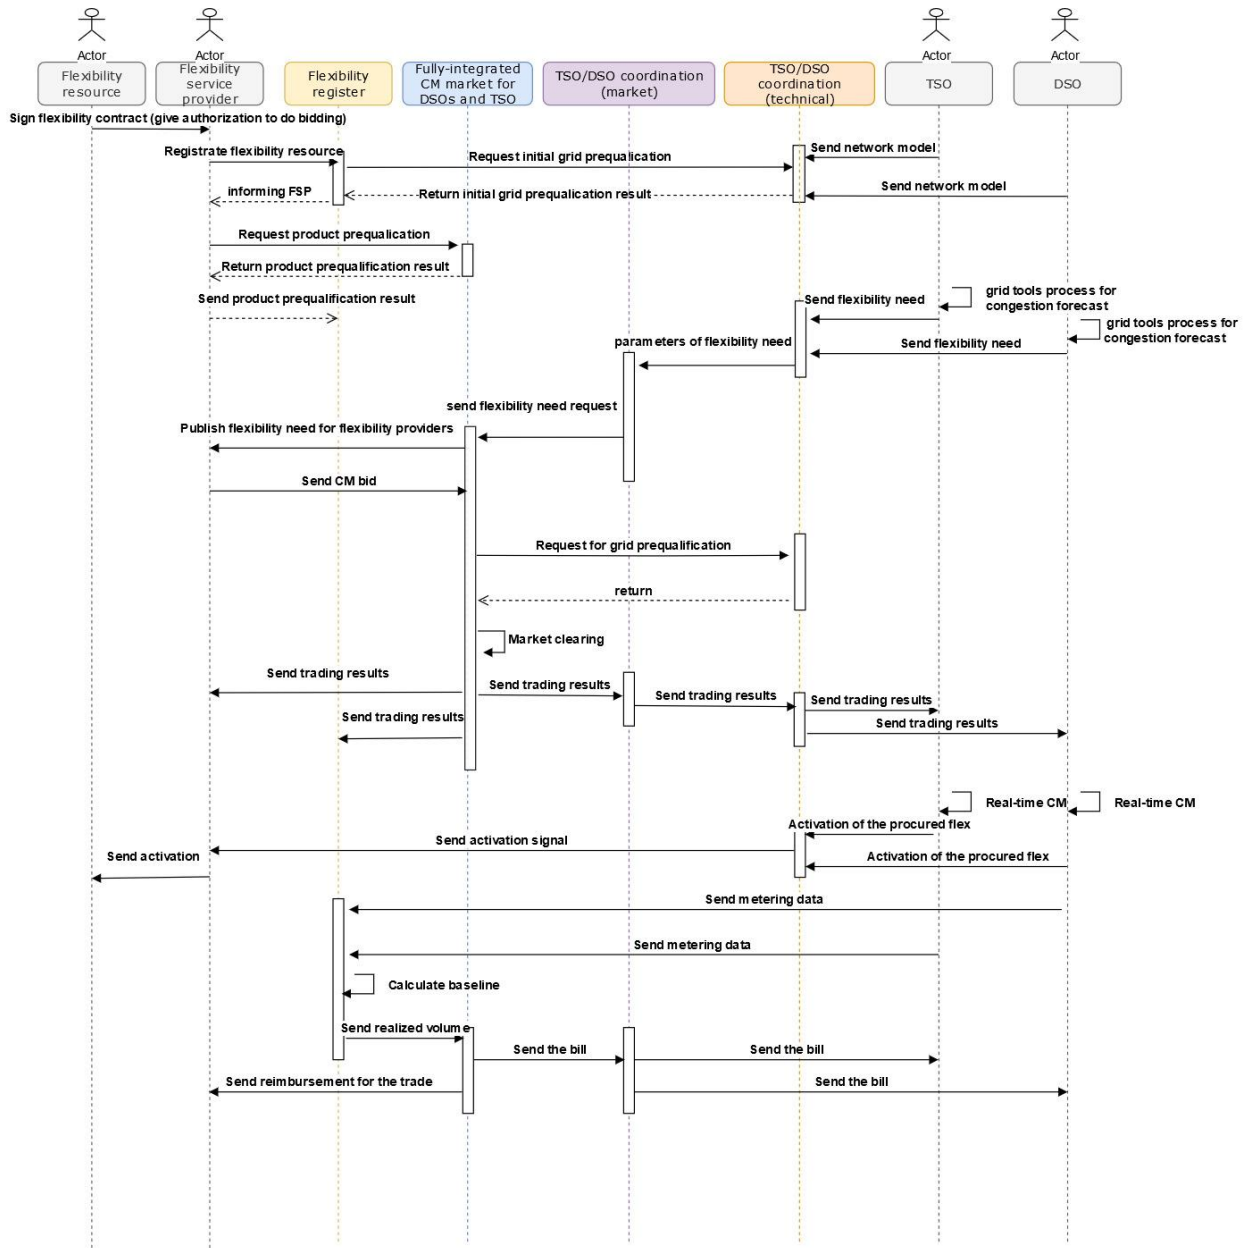 Actor
Actor
Actor
Actor
Flexibility
resource
Flexibility
service
provider
Flexibility
register
Fully-integrated
CM market for
DSOs and TSO
TSO/DSO coordination
(market)
TSO/DSO
coordination
(technical)
TSO
DSO
Sign flexibility contract (give authorization to do bidding)
Registrate flexibility resource
Request initial grid prequalication
Send network model
informing FSP
Return initial grid prequalication result
Send network model
Request product prequalication
Return product prequalification result
Send product prequalification result
grid tools process for
congestion forecast
Send flexibility need
grid tools process for
congestion forecast
parameters of flexibility need
Send flexibility need
send flexibility need request
Publish flexibility need for flexibility providers
Send CM bid
Request for grid prequalification
return
Market clearing
Send trading results
Send trading results
Send trading results
Send trading results
Send trading results
Send trading results
Real-time CM
Real-time CM
Activation of the procured flex
Send activation signal
Send activation
Activation of the procured flex
Send metering data
Send metering data
Calculate baseline
Send realized volume
Send the bill
Send the bill
Send reimbursement for the trade
Send the bill